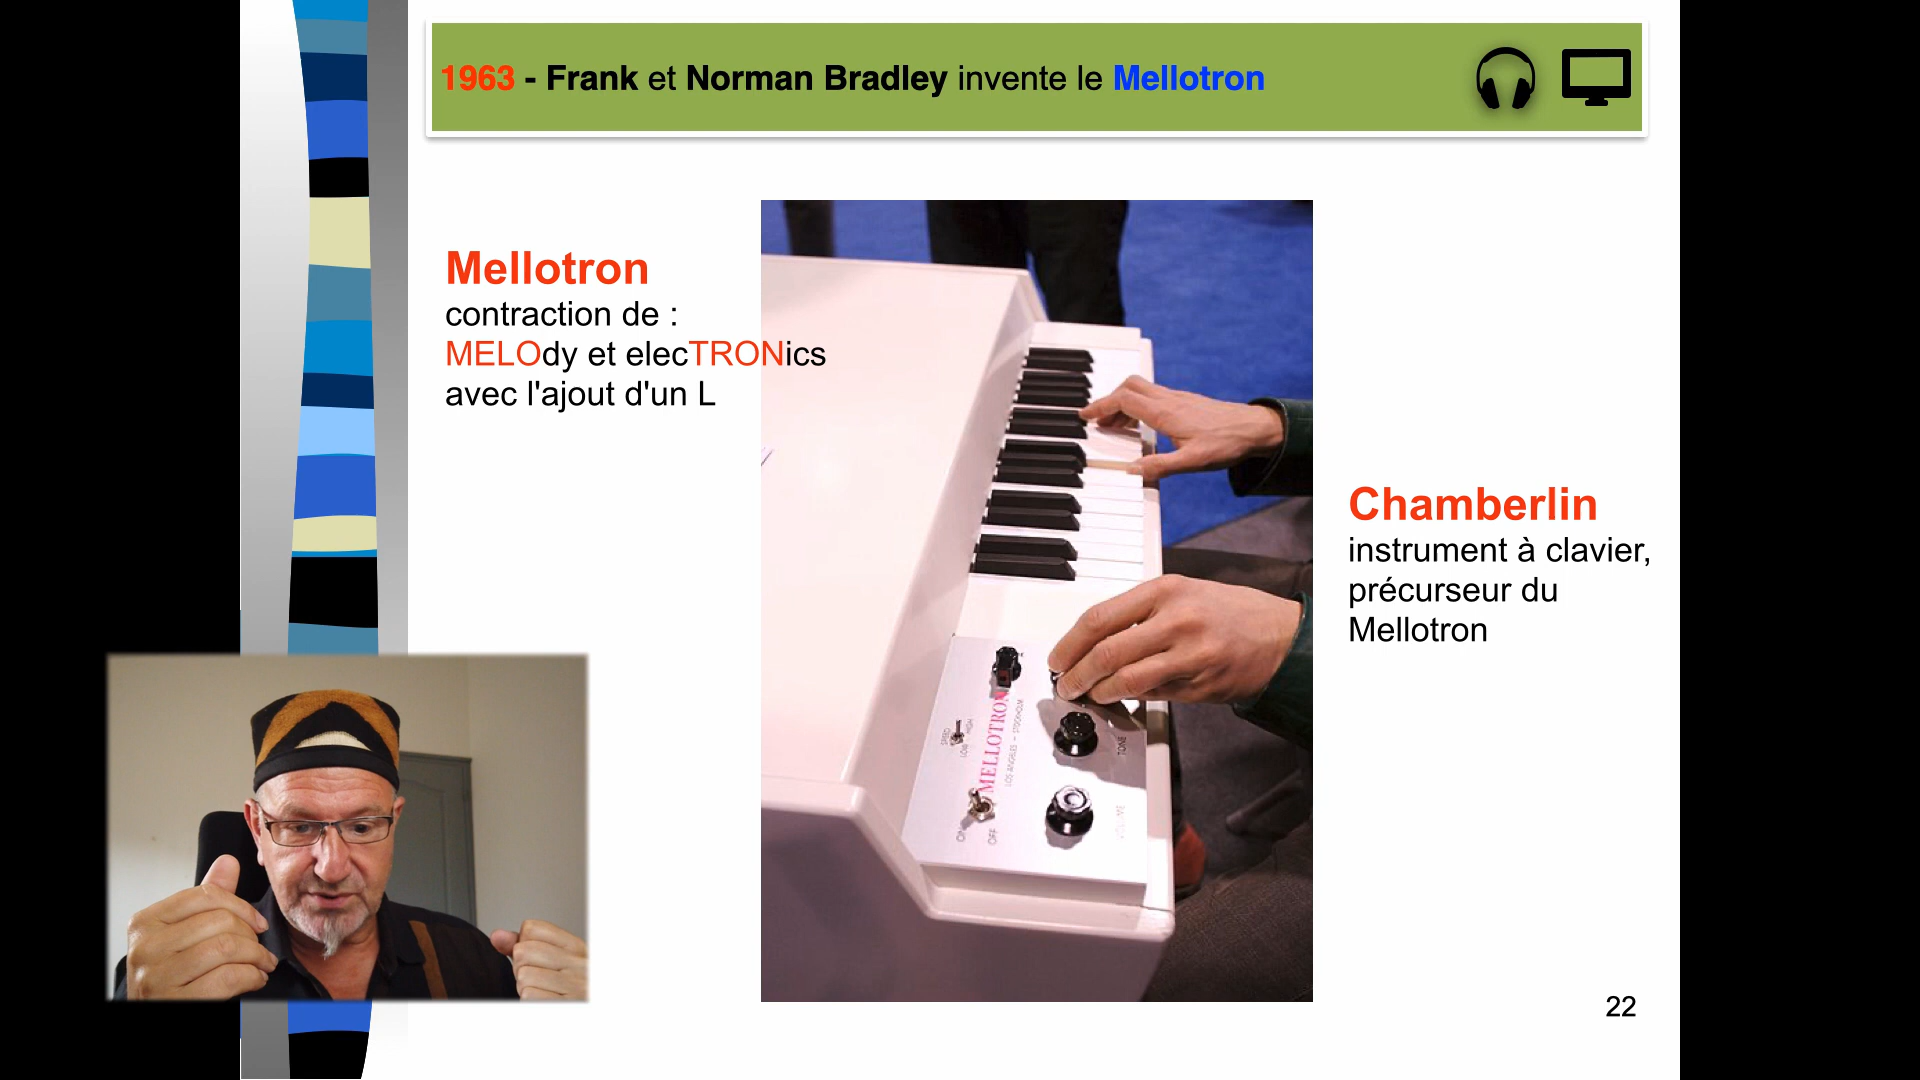 1963 - Frank et Norman Bradley invente le Mellotron
Mellotron
contraction de :
MELOdy et elecTRONics
avec l'ajout d'un L
Chamberlin
instrument à clavier,
précurseur du
Mellotron
MELLOTRON
LOS ANGELES - STOCKHOLM
SPEED
LOW
HIGH
ON
OFF
TONE
VOLUME
22